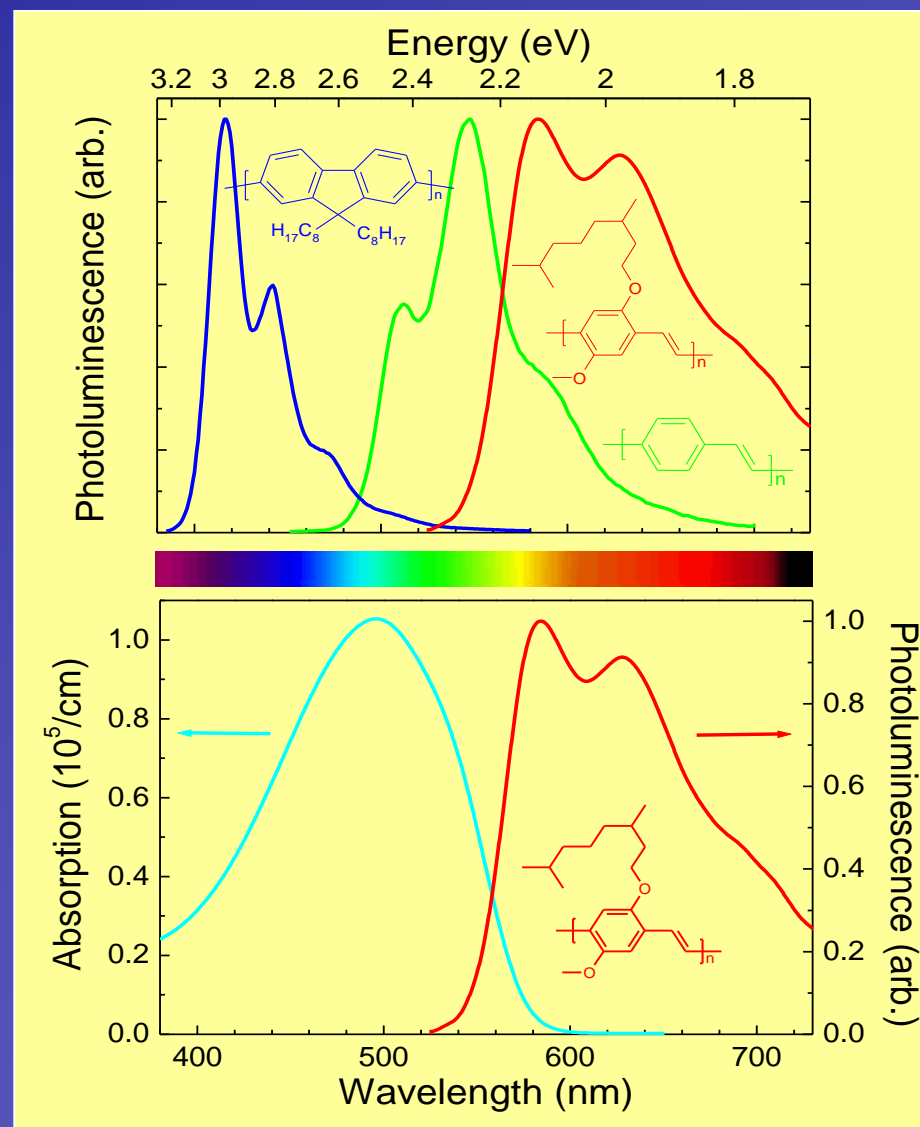 Energy (eV)
3.2 3 2.8 2.6 2.4 2.2 2 1.8
Photoluminescence (arb.)
[ ]n
H17C8 C8H17
O
[ ]n
O
[ ]n
Absorption (10^5/cm)
1.0
0.8
0.6
0.4
0.2
0.0
O
[ ]n
O
1.0
0.8
0.6
0.4
0.2
0.0
Photoluminescence (arb.)
400 500 600 700
Wavelength (nm)